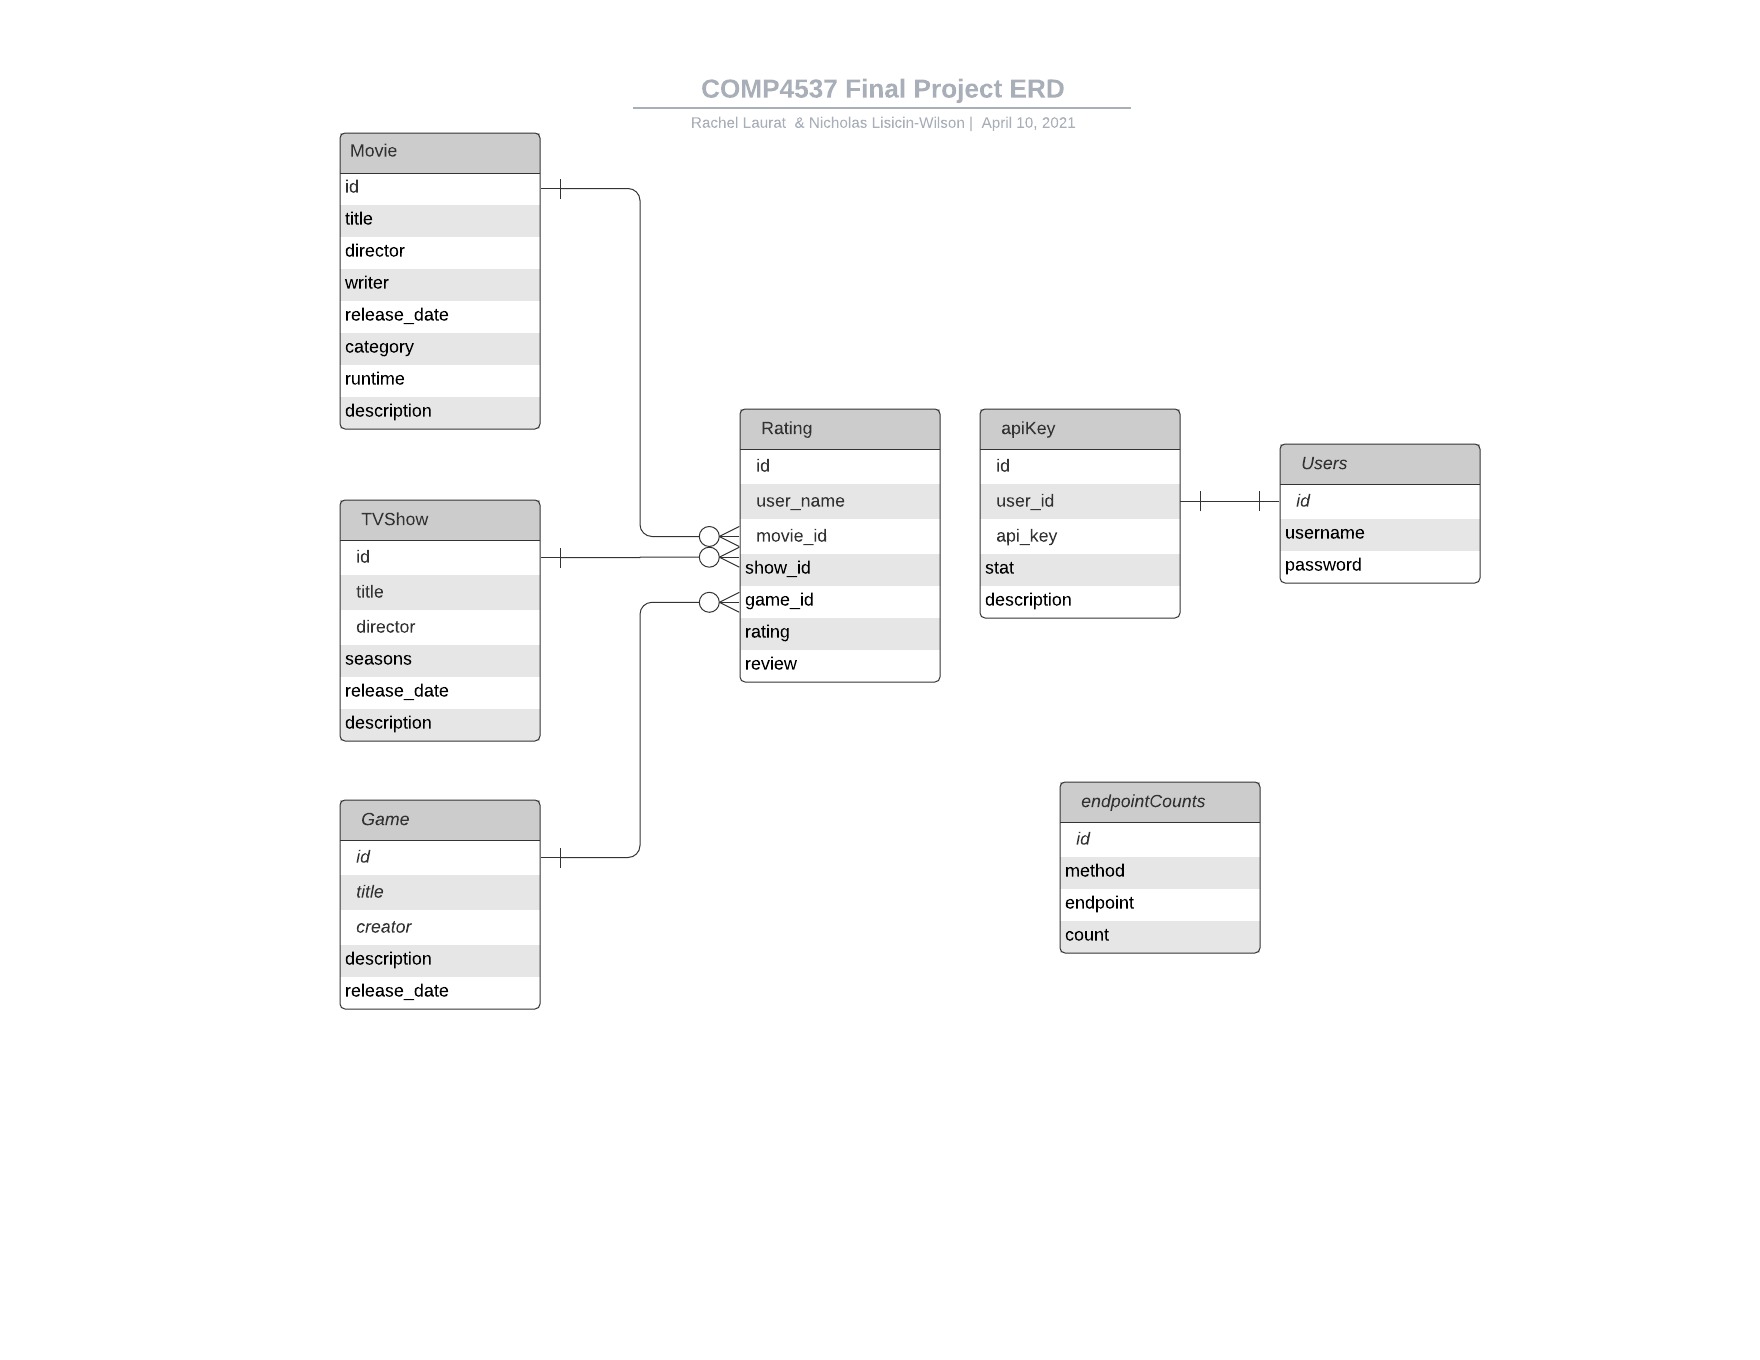 COMP4537 Final Project ERD
Rachel Laurat & Nicholas Lisicin-Wilson | April 10, 2021
Movie
id
title
director
writer
release_date
category
runtime
description
TVShow
id
title
director
seasons
release_date
description
Game
id
title
creator
description
release_date
Rating
id
user_name
movie_id
show_id
game_id
rating
review
apiKey
id
user_id
api_key
stat
description
Users
id
username
password
endpointCounts
id
method
endpoint
count